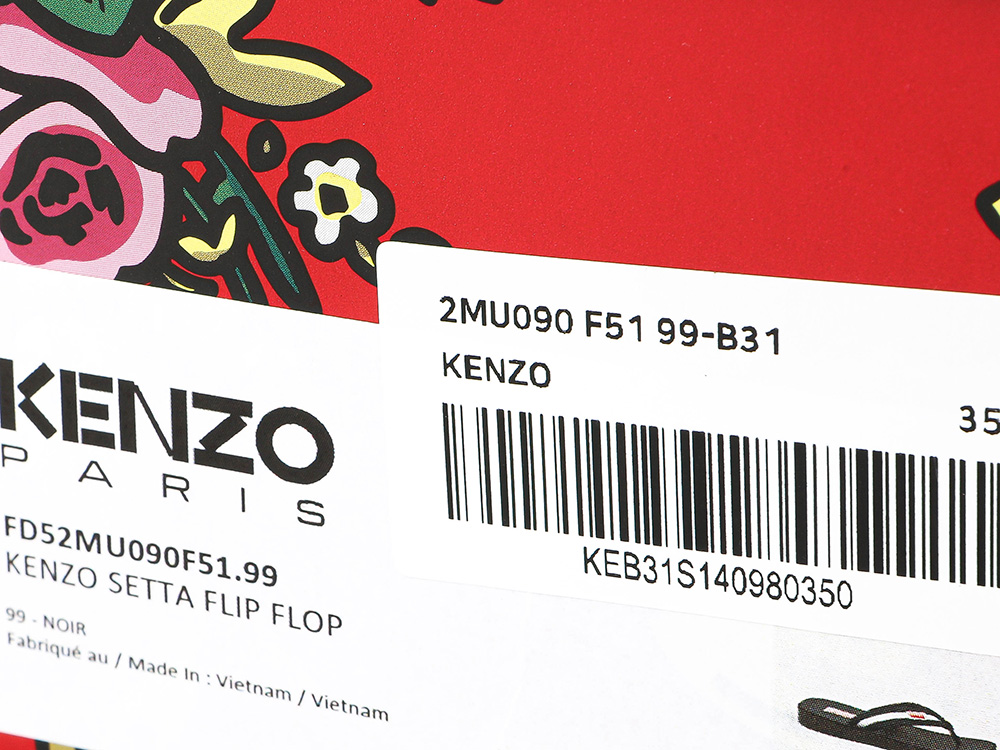 KENZO
PARIS
FD52MU090F51.99
KENZO SETTA FLIP FLOP
99 - NOIR
Fabriqué au / Made In : Vietnam / Vietnam
2MU090 F51 99-B31
KENZO
35
KEB31S140980350